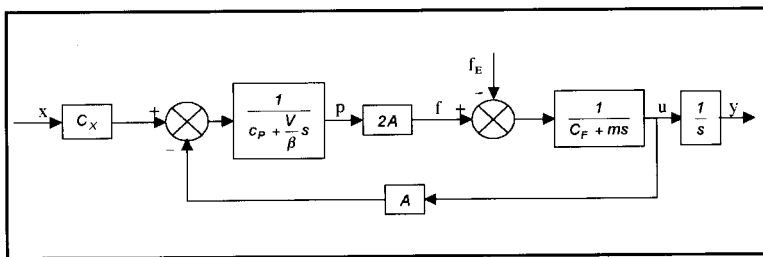 f_E
x
C_X
+
−
1
c_P + V/β s
p
2A
f
+
−
1
C_F + ms
u
1
s
y
A